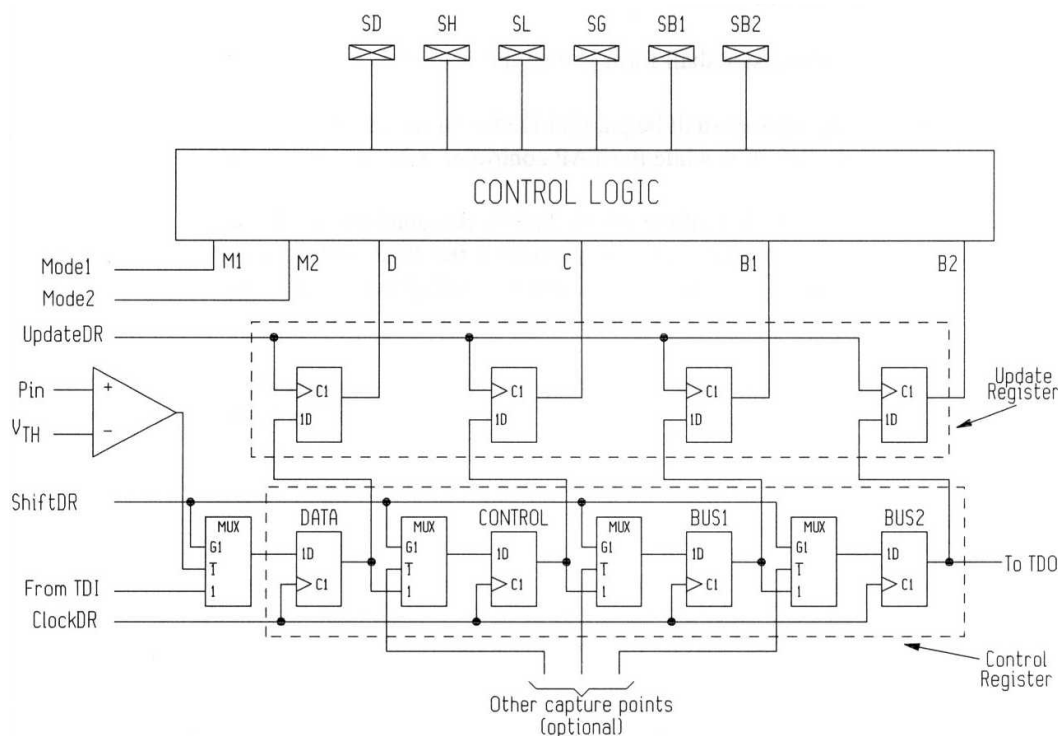 SD SH SL SG SB1 SB2
CONTROL LOGIC
Mode1 M1 M2 D C B1 B2
Mode2
UpdateDR
C1 C1 C1 C1
1D 1D 1D 1D
Update
Register
Pin +
VTH −
ShiftDR
MUX DATA MUX CONTROL MUX BUS1 MUX BUS2
G1 1D G1 1D G1 1D G1 1D
T T T T
To TDO
From TDI 1 C1 1 C1 1 C1 1 C1
ClockDR
Control
Register
Other capture points
(optional)